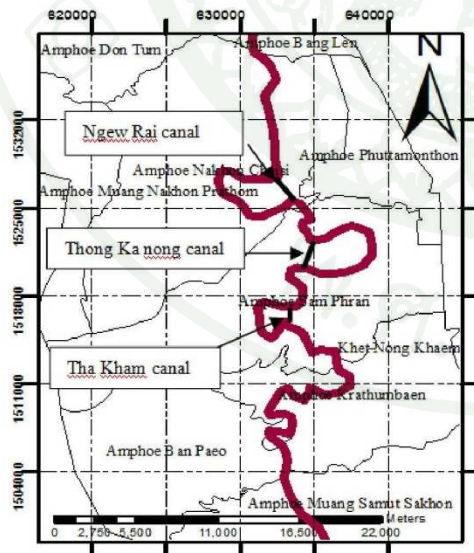 620000 630000 640000
Amphoe Don Tum
Amphoe Bang Len
N
1532000
Ngew Rai canal
Amphoe Phuttamonthon
Amphoe Nakhon Chaisi
Amphoe Muang Nakhon Prathom
1525000
Thong Ka nong canal
1518000
Amphoe Sam Phran
Khet Nong Khaem
Tha Kham canal
1511000
Amphoe Krathumbaen
Amphoe Ban Paeo
1504000
Amphoe Muang Samut Sakhon
Meters
0 2,750 5,500 11,000 16,500 22,000